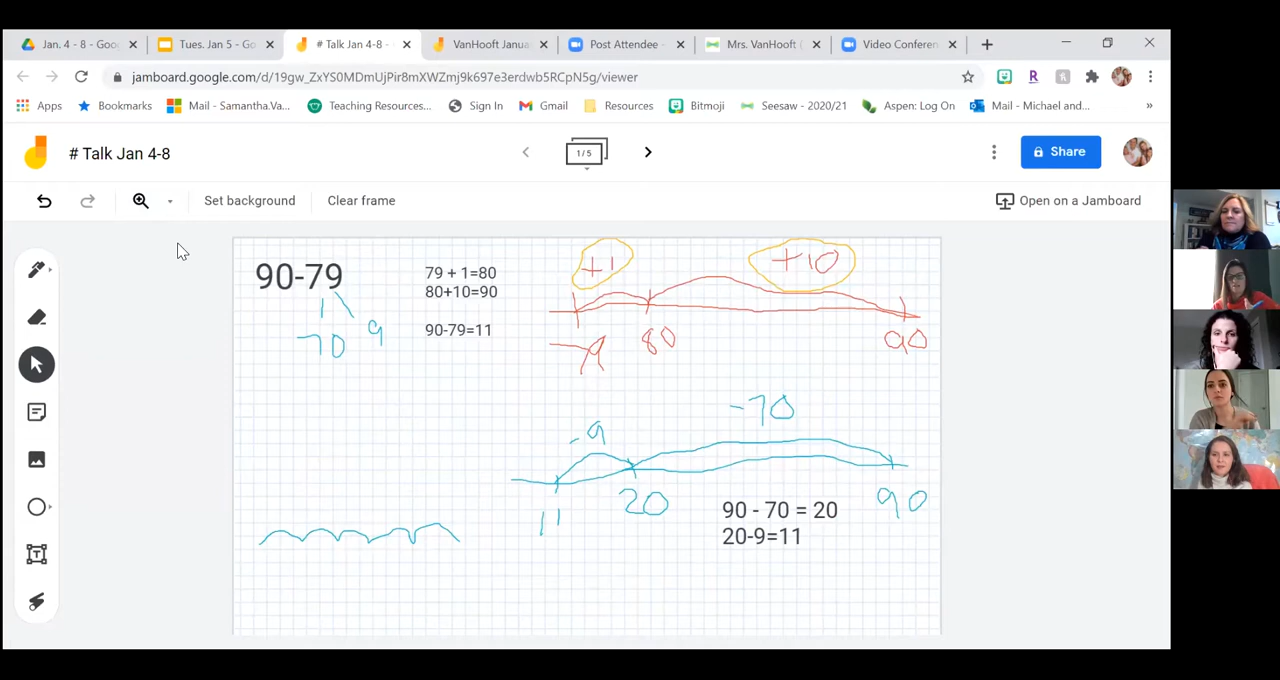 Jan. 4 - 8 - Goo
Tues. Jan 5 - Go
# Talk Jan 4-8 -
VanHooft Janua
Post Attendee -
Mrs. VanHooft (
Video Conferen
jamboard.google.com/d/19gw_ZxYS0MDmUjPir8mXWZmj9k697e3erdwb5RCpN5g/viewer
Apps
Bookmarks
Mail - Samantha.Va...
Teaching Resources...
Sign In
Gmail
Resources
Bitmoji
Seesaw - 2020/21
Aspen: Log On
Mail - Michael and...
»
# Talk Jan 4-8
1/5
Share
Set background
Clear frame
Open on a Jamboard
90-79
70 9
79 + 1=80
80+10=90
90-79=11
+1 +10
79 80 90
-9 -70
11 20 90
90 - 70 = 20
20-9=11